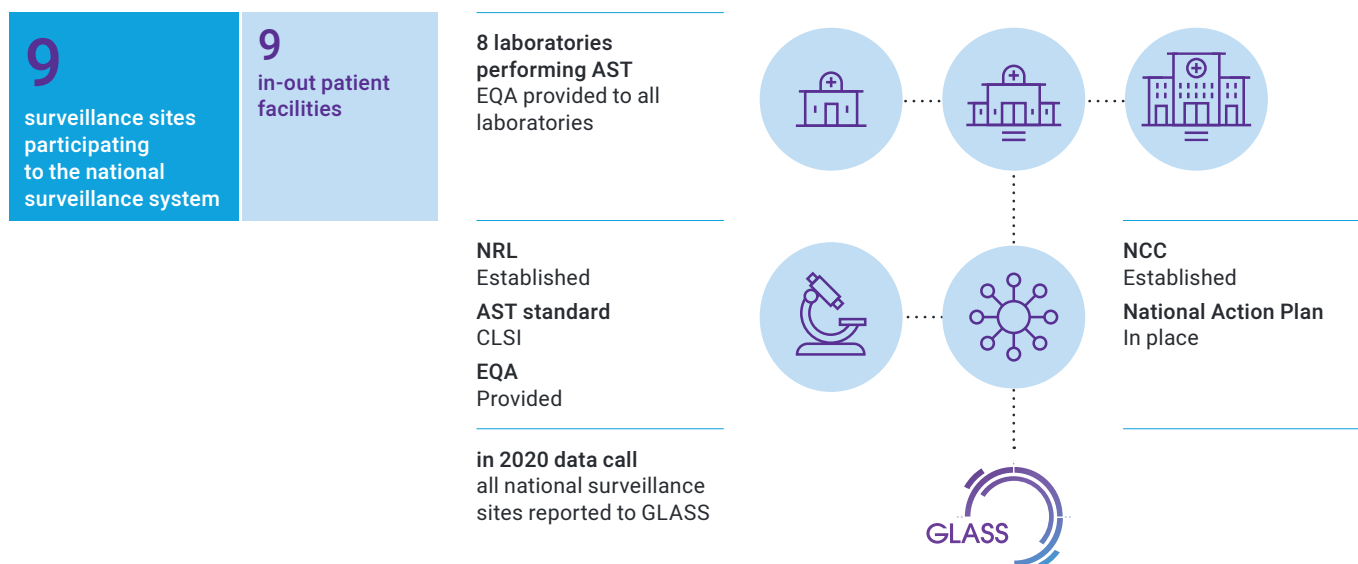 9
surveillance sites
participating
to the national
surveillance system
9
in-out patient
facilities
8 laboratories
performing AST
EQA provided to all
laboratories
NRL
Established
AST standard
CLSI
EQA
Provided
NCC
Established
National Action Plan
In place
in 2020 data call
all national surveillance
sites reported to GLASS
GLASS